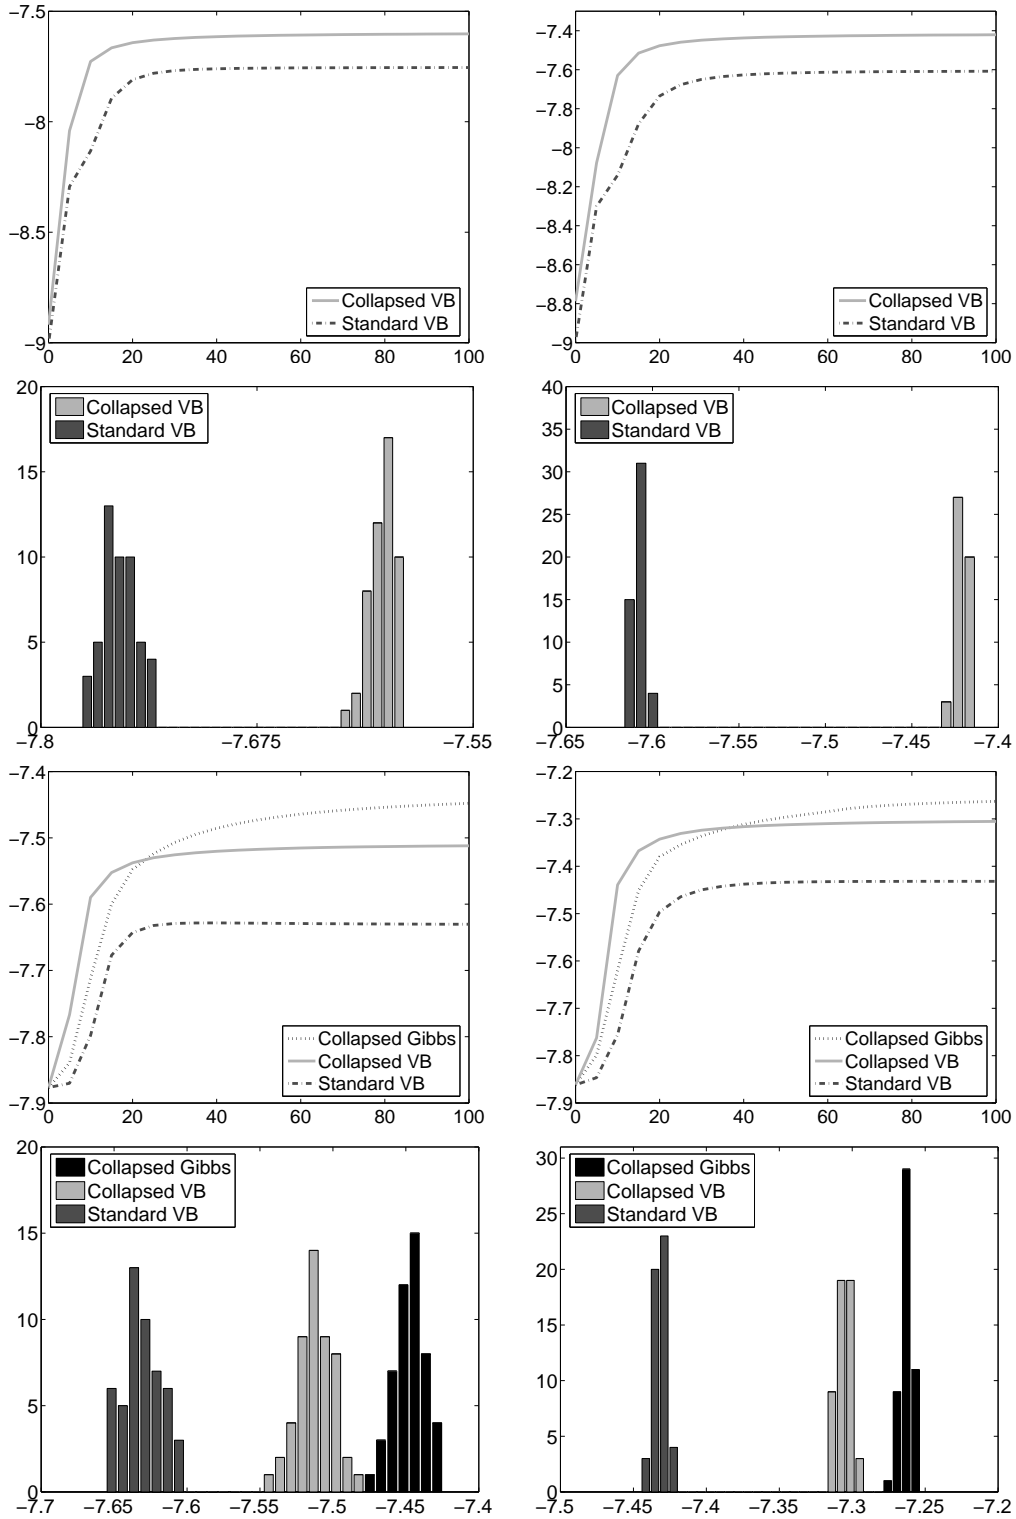 −7.5
−8
−8.5
−9
0 20 40 60 80 100
Collapsed VB
Standard VB
−7.4
−7.6
−7.8
−8
−8.2
−8.4
−8.6
−8.8
−9
0 20 40 60 80 100
Collapsed VB
Standard VB
20
15
10
5
0
−7.8 −7.675 −7.55
Collapsed VB
Standard VB
40
35
30
25
20
15
10
5
0
−7.65 −7.6 −7.55 −7.5 −7.45 −7.4
Collapsed VB
Standard VB
−7.4
−7.5
−7.6
−7.7
−7.8
−7.9
0 20 40 60 80 100
Collapsed Gibbs
Collapsed VB
Standard VB
−7.2
−7.3
−7.4
−7.5
−7.6
−7.7
−7.8
−7.9
0 20 40 60 80 100
Collapsed Gibbs
Collapsed VB
Standard VB
20
15
10
5
0
−7.7 −7.65 −7.6 −7.55 −7.5 −7.45 −7.4
Collapsed Gibbs
Collapsed VB
Standard VB
30
25
20
15
10
5
0
−7.5 −7.45 −7.4 −7.35 −7.3 −7.25 −7.2
Collapsed Gibbs
Collapsed VB
Standard VB